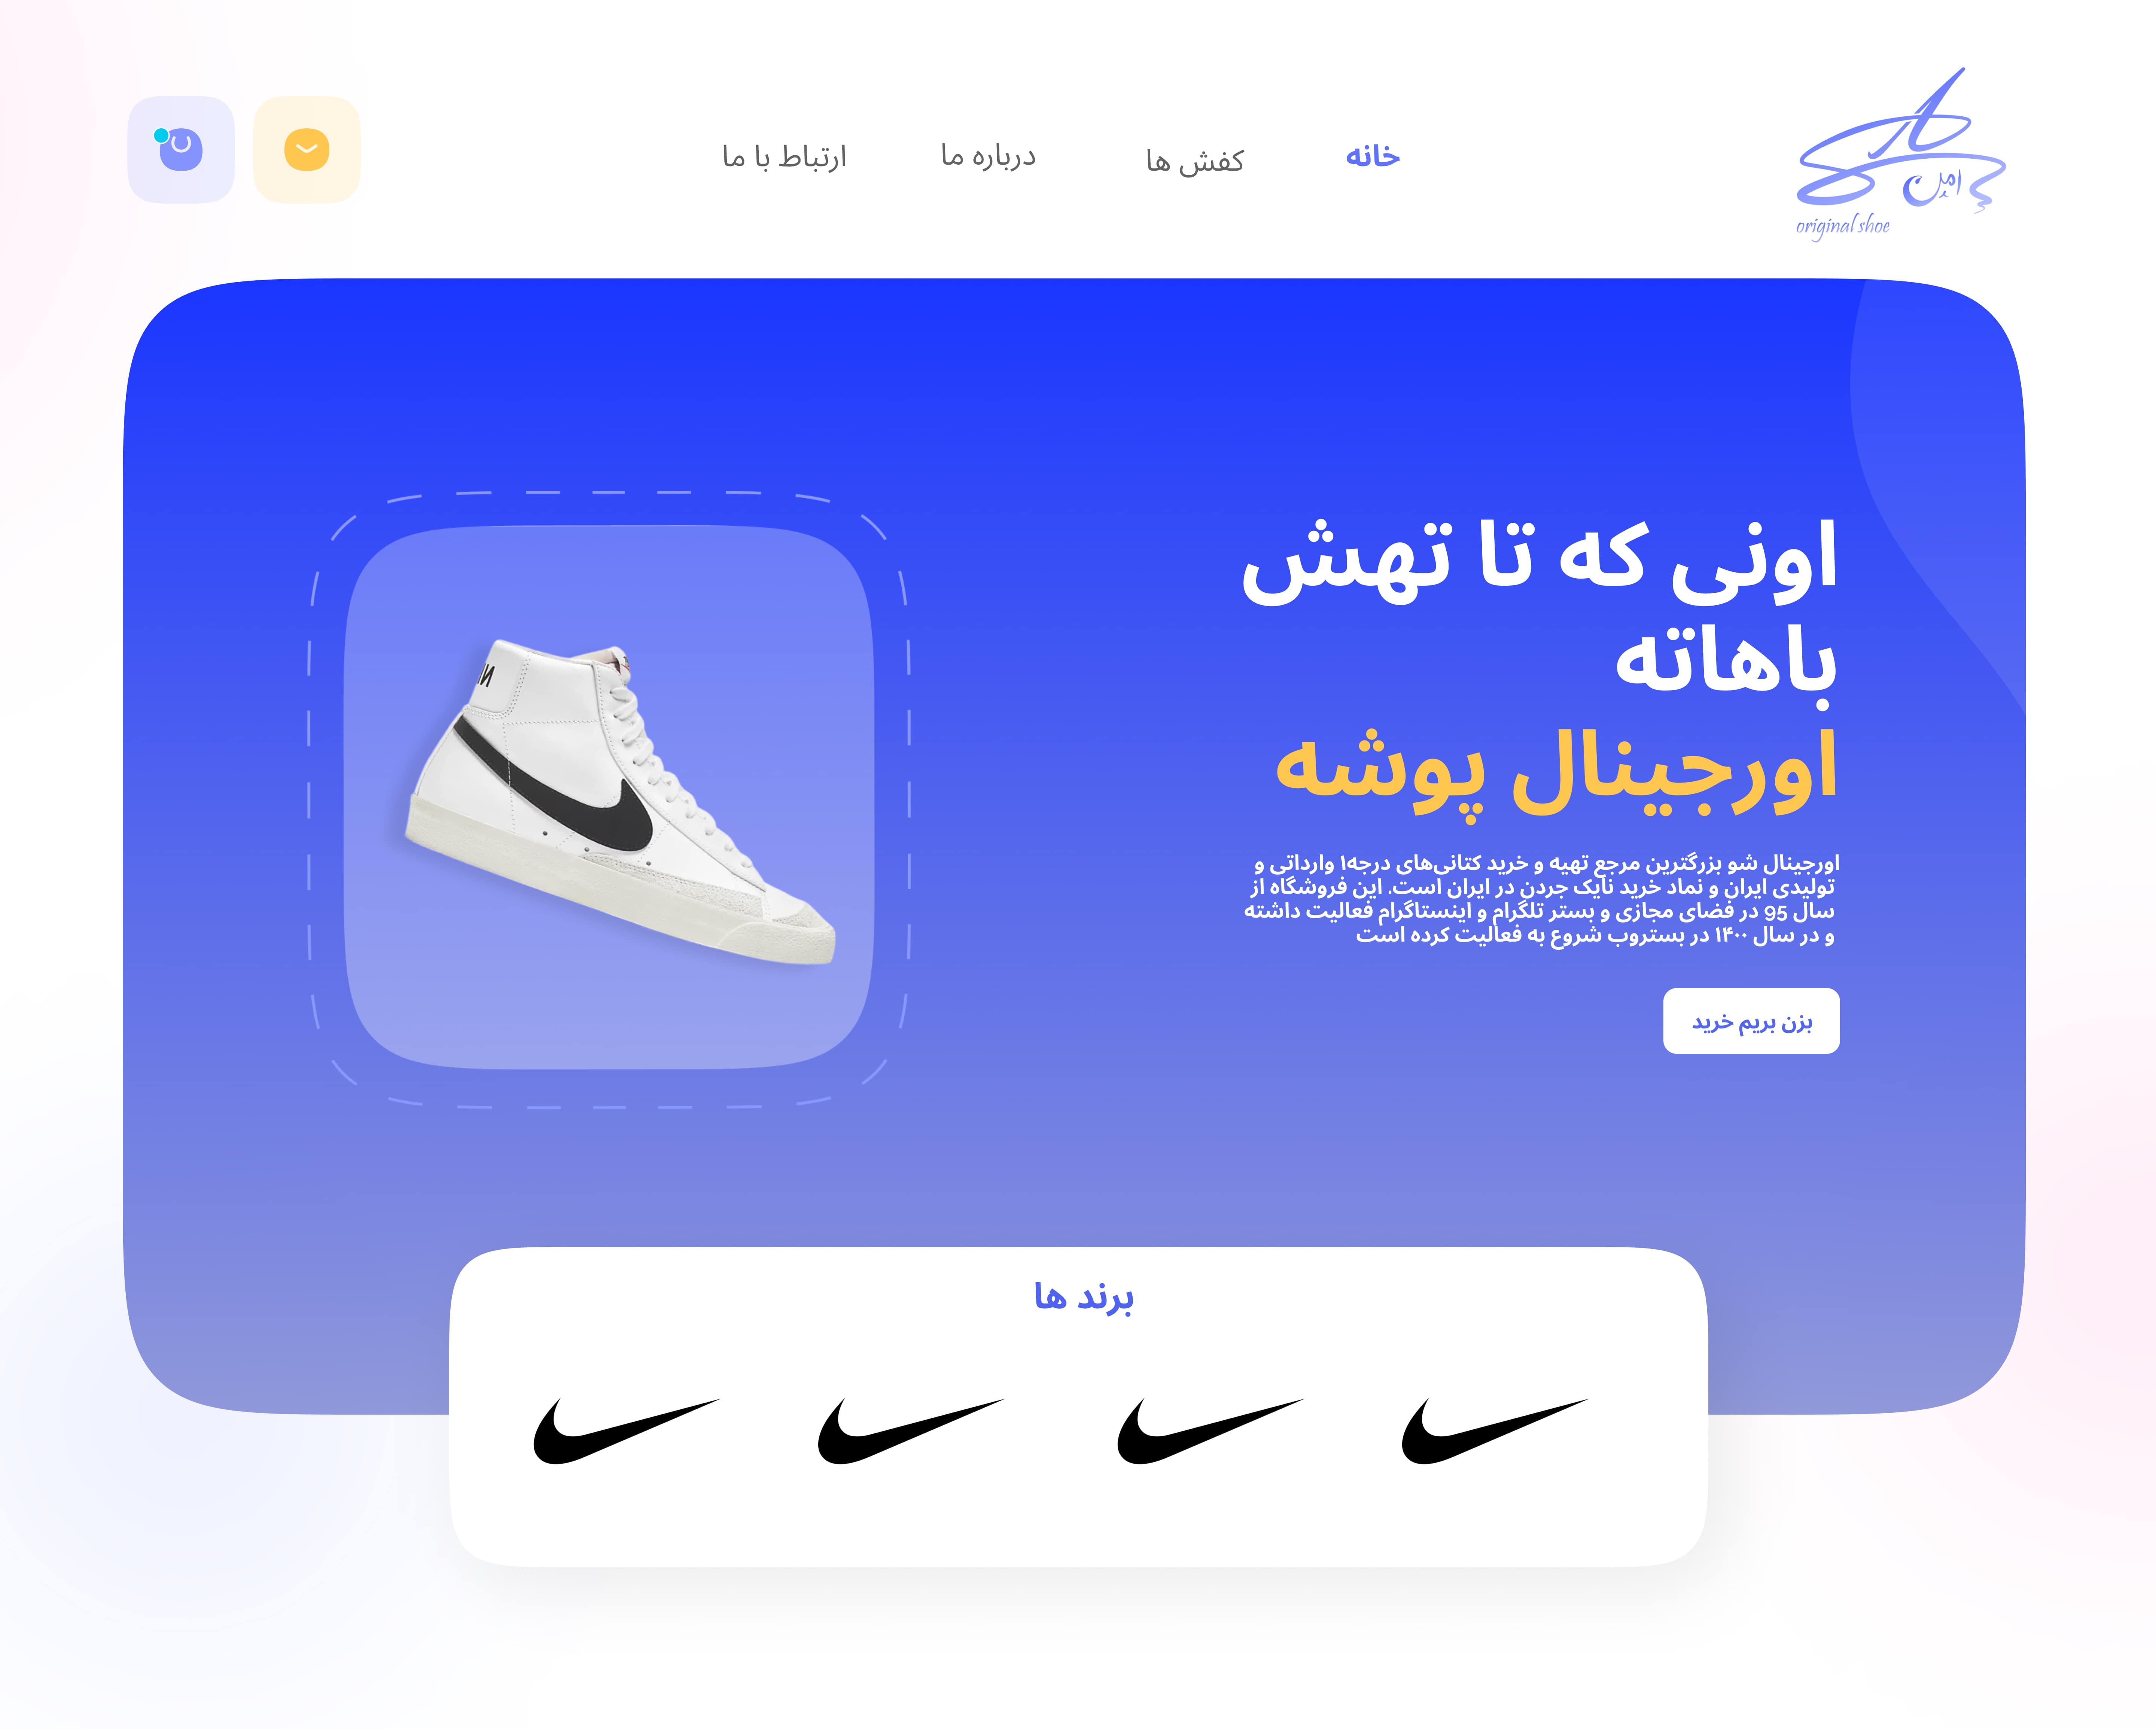 امین
original shoe
خانه
کفش ها
درباره ما
ارتباط با ما
اونی که تا تهش
باهاته
اورجینال پوشه
اورجینال شو بزرگترین مرجع تهیه و خرید کتانی‌های درجه۱ وارداتی و
تولیدی ایران و نماد خرید نایک جردن در ایران است. این فروشگاه از
سال 95 در فضای مجازی و بستر تلگرام و اینستاگرام فعالیت داشته
و در سال ۱۴۰۰ در بستروب شروع به فعالیت کرده است
بزن بریم خرید
برند ها